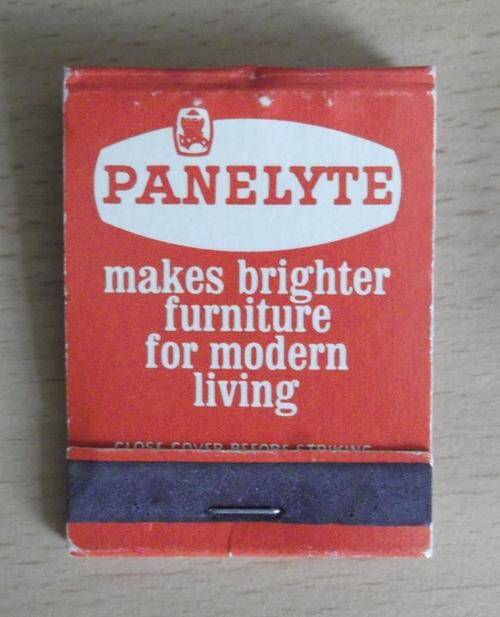 PANELYTE
makes brighter
furniture
for modern
living
CLOSE COVER BEFORE STRIKING